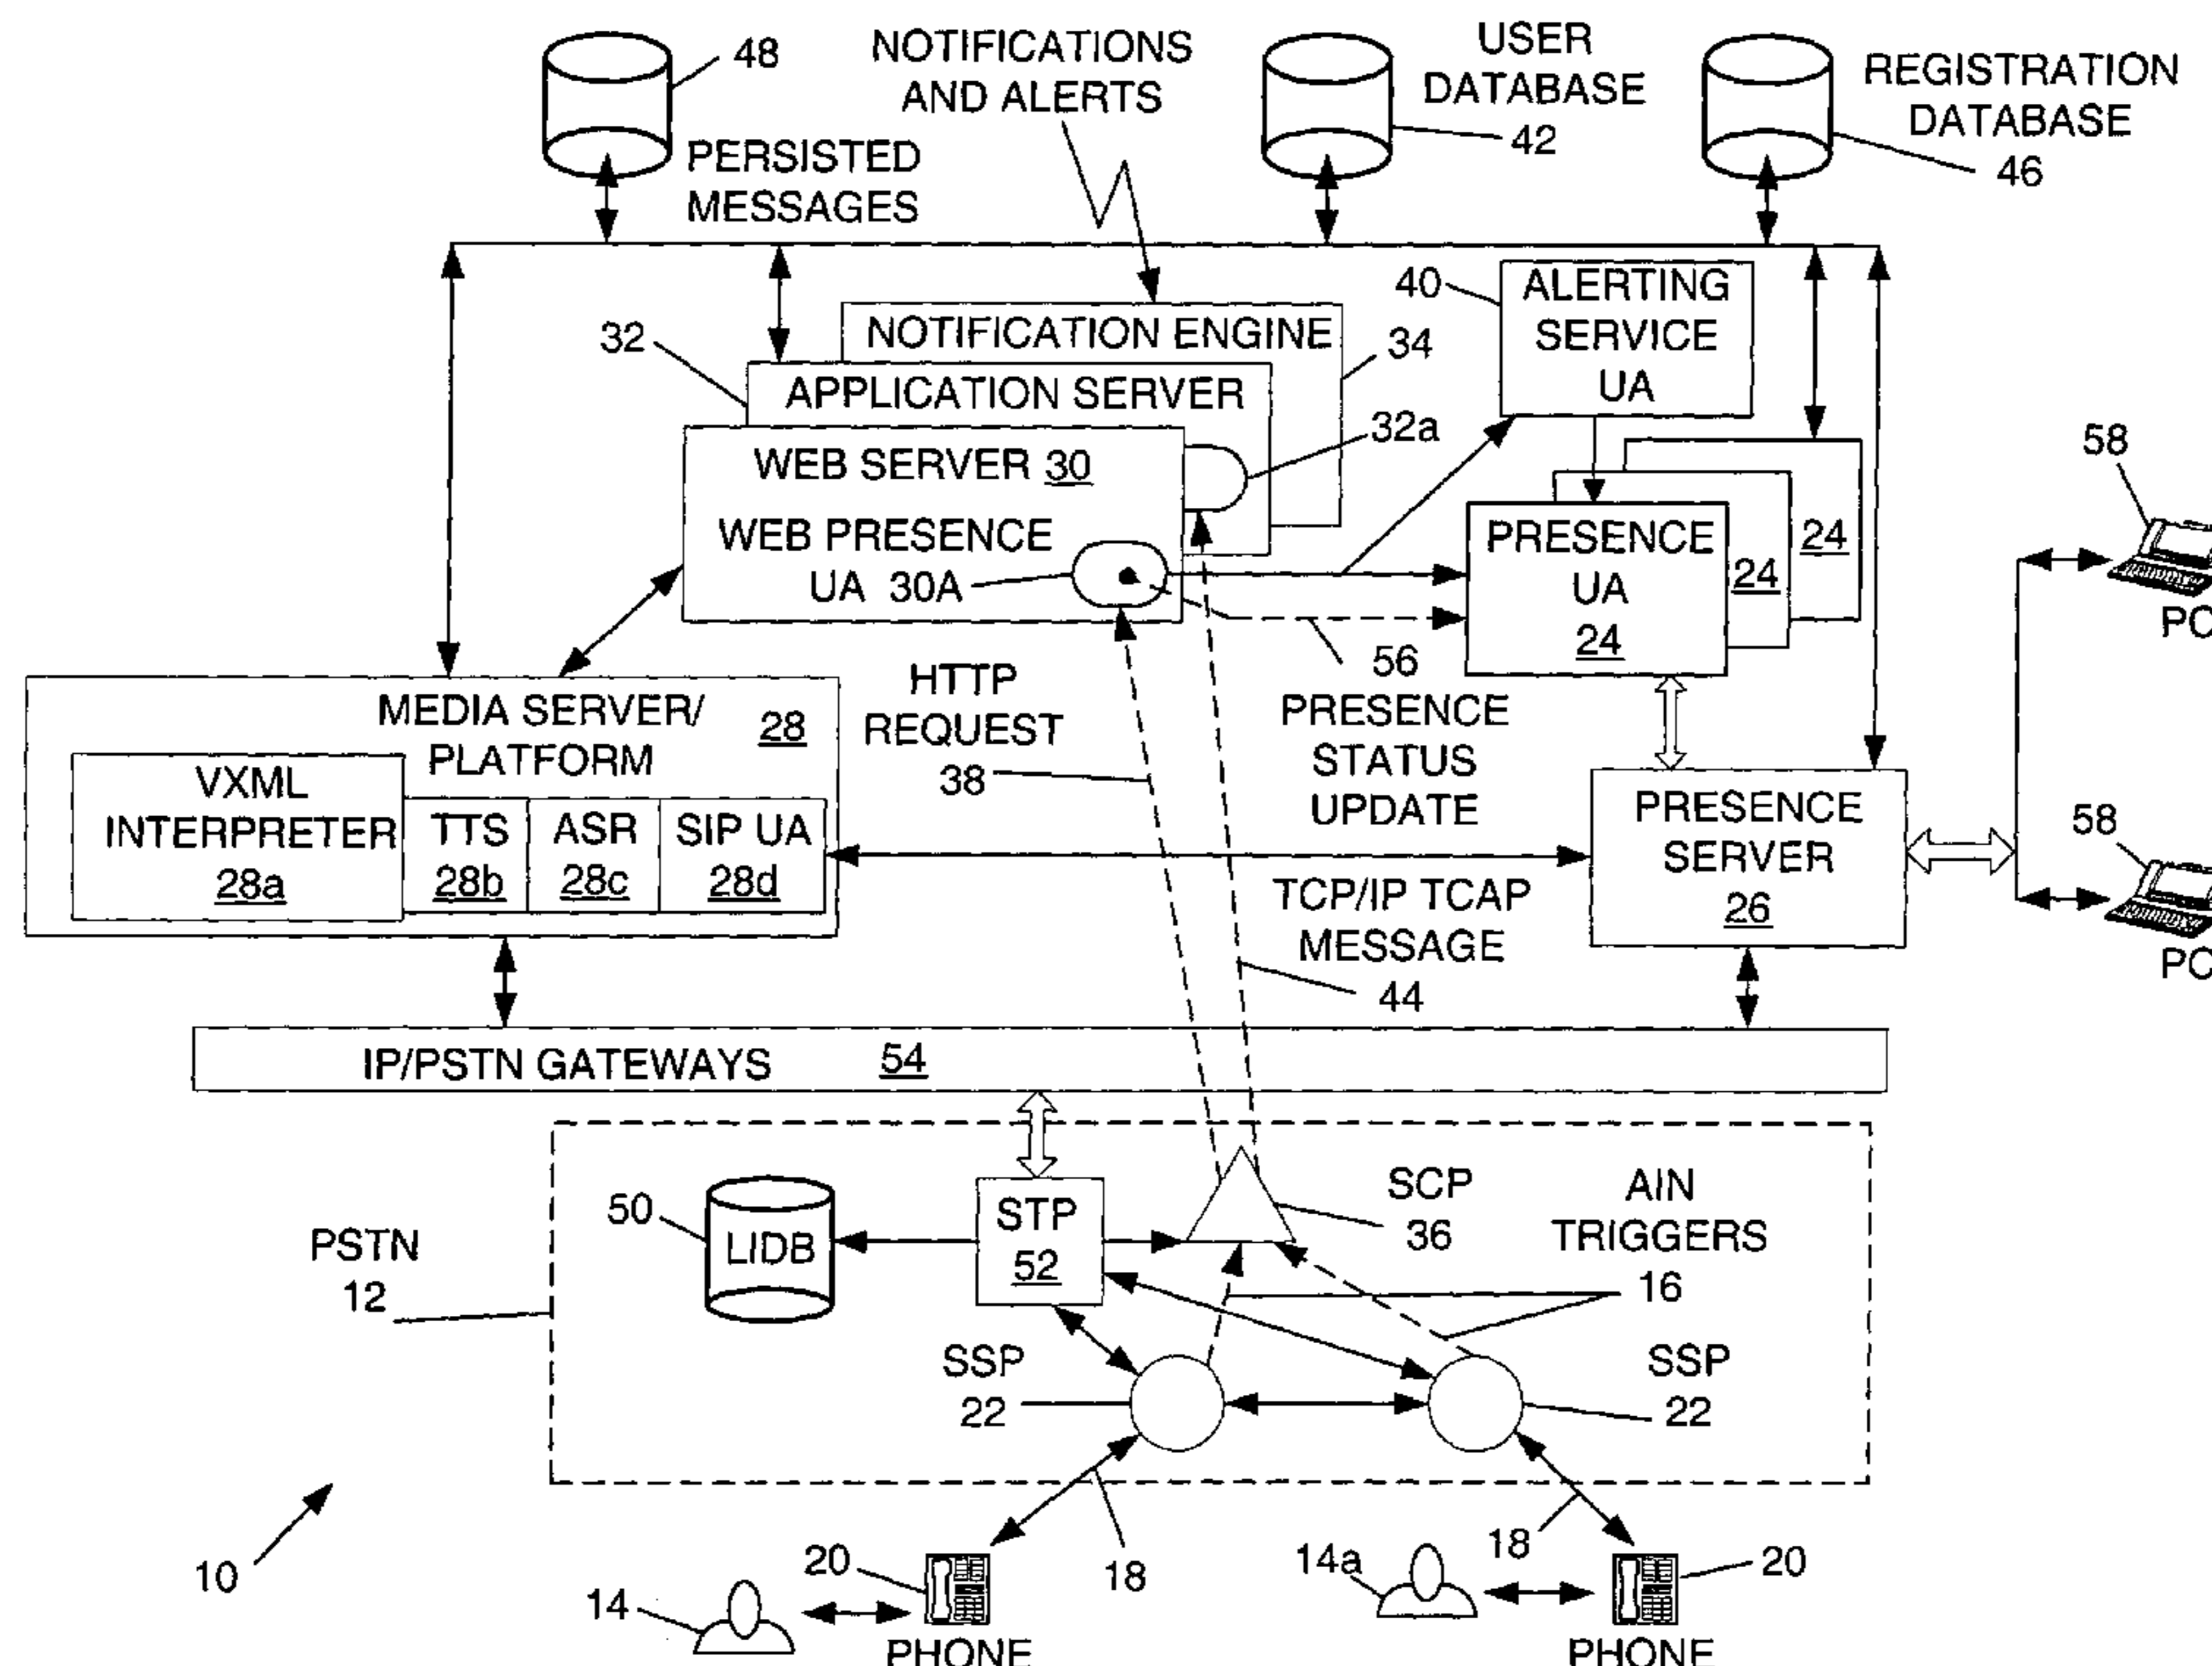 48
PERSISTED
MESSAGES
NOTIFICATIONS
AND ALERTS
USER
DATABASE
42
REGISTRATION
DATABASE
46
32
NOTIFICATION ENGINE
34
APPLICATION SERVER
32a
WEB SERVER 30
WEB PRESENCE
UA 30A
40
ALERTING
SERVICE
UA
PRESENCE
UA
24
24
24
58
PC
56
PRESENCE
STATUS
UPDATE
HTTP
REQUEST
38
MEDIA SERVER/
PLATFORM
28
VXML
INTERPRETER
28a
TTS
28b
ASR
28c
SIP UA
28d
PRESENCE
SERVER
26
58
PC
TCP/IP TCAP
MESSAGE
44
IP/PSTN GATEWAYS 54
PSTN
12
50
LIDB
STP
52
SCP
36
AIN
TRIGGERS
16
SSP
22
SSP
22
10
14
20
PHONE
18
14a
18
20
PHONE